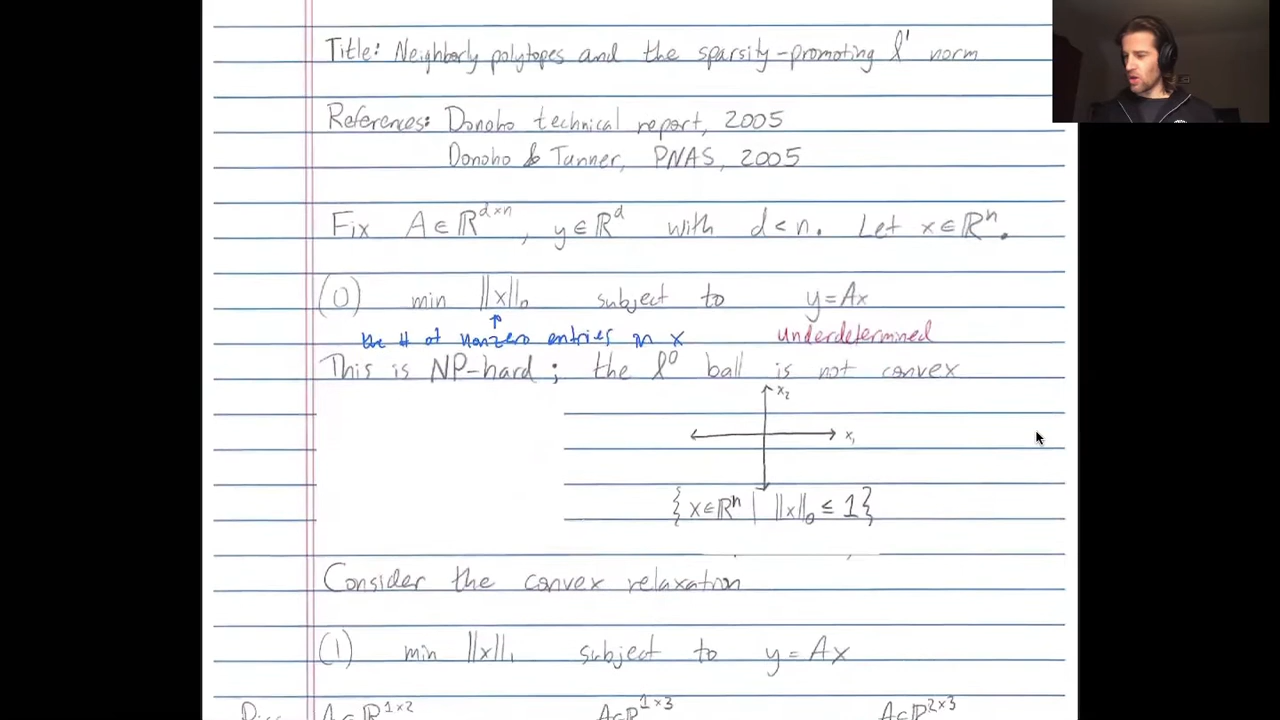 Title: Neighborly polytopes and the sparsity-promoting ℓ¹ norm
References: Donoho technical report, 2005
Donoho & Tanner, PNAS, 2005
Fix A∈ℝ^{d×n}, y∈ℝ^d with d<n. Let x∈ℝⁿ.
(0) min ||x||₀ subject to y=Ax
the # of nonzero entries in x underdetermined
This is NP-hard; the ℓ⁰ ball is not convex
x₂
x₁
{x∈ℝⁿ | ||x||₀ ≤ 1}
Consider the convex relaxation
(1) min ||x||₁ subject to y=Ax
A∈ℝ^{1×2} A∈ℝ^{1×3} A∈ℝ^{2×3}